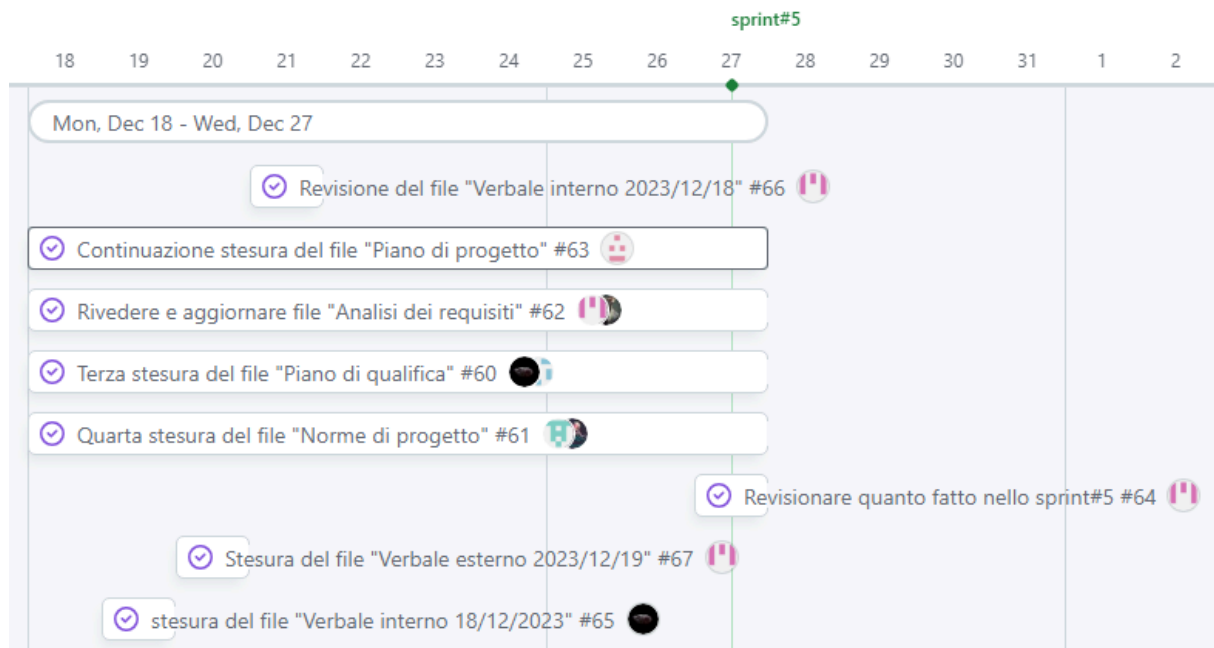 sprint#5
18 19 20 21 22 23 24 25 26 27 28 29 30 31 1 2
Mon, Dec 18 - Wed, Dec 27
Revisione del file "Verbale interno 2023/12/18" #66
Continuazione stesura del file "Piano di progetto" #63
Rivedere e aggiornare file "Analisi dei requisiti" #62
Terza stesura del file "Piano di qualifica" #60
Quarta stesura del file "Norme di progetto" #61
Revisionare quanto fatto nello sprint#5 #64
Stesura del file "Verbale esterno 2023/12/19" #67
stesura del file "Verbale interno 18/12/2023" #65